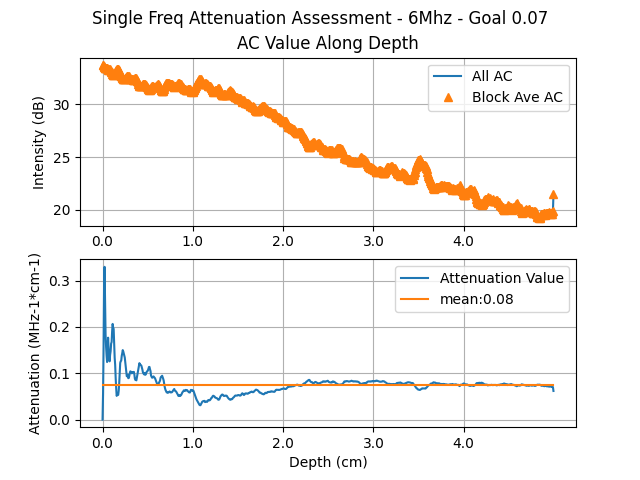 Single Freq Attenuation Assessment - 6Mhz - Goal 0.07
AC Value Along Depth
Intensity (dB)
30
25
20
All AC
Block Ave AC
0.0 1.0 2.0 3.0 4.0
Attenuation (MHz-1*cm-1)
0.3
0.2
0.1
0.0
Attenuation Value
mean:0.08
0.0 1.0 2.0 3.0 4.0
Depth (cm)